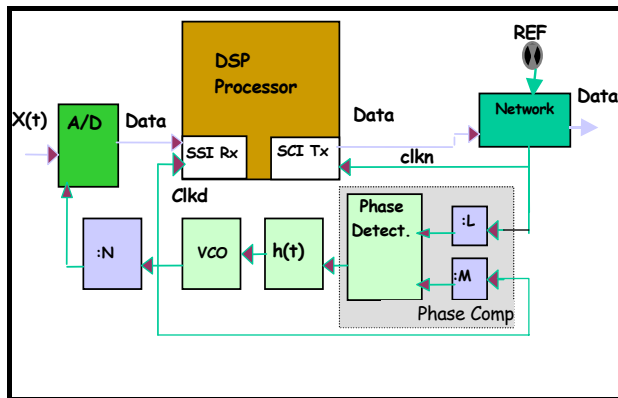 REF
DSP
Processor
X(t)
A/D
Data
Data
Network
Data
SSI Rx
SCI Tx
clkn
Clkd
Phase
Detect.
:L
:N
VCO
h(t)
:M
Phase Comp